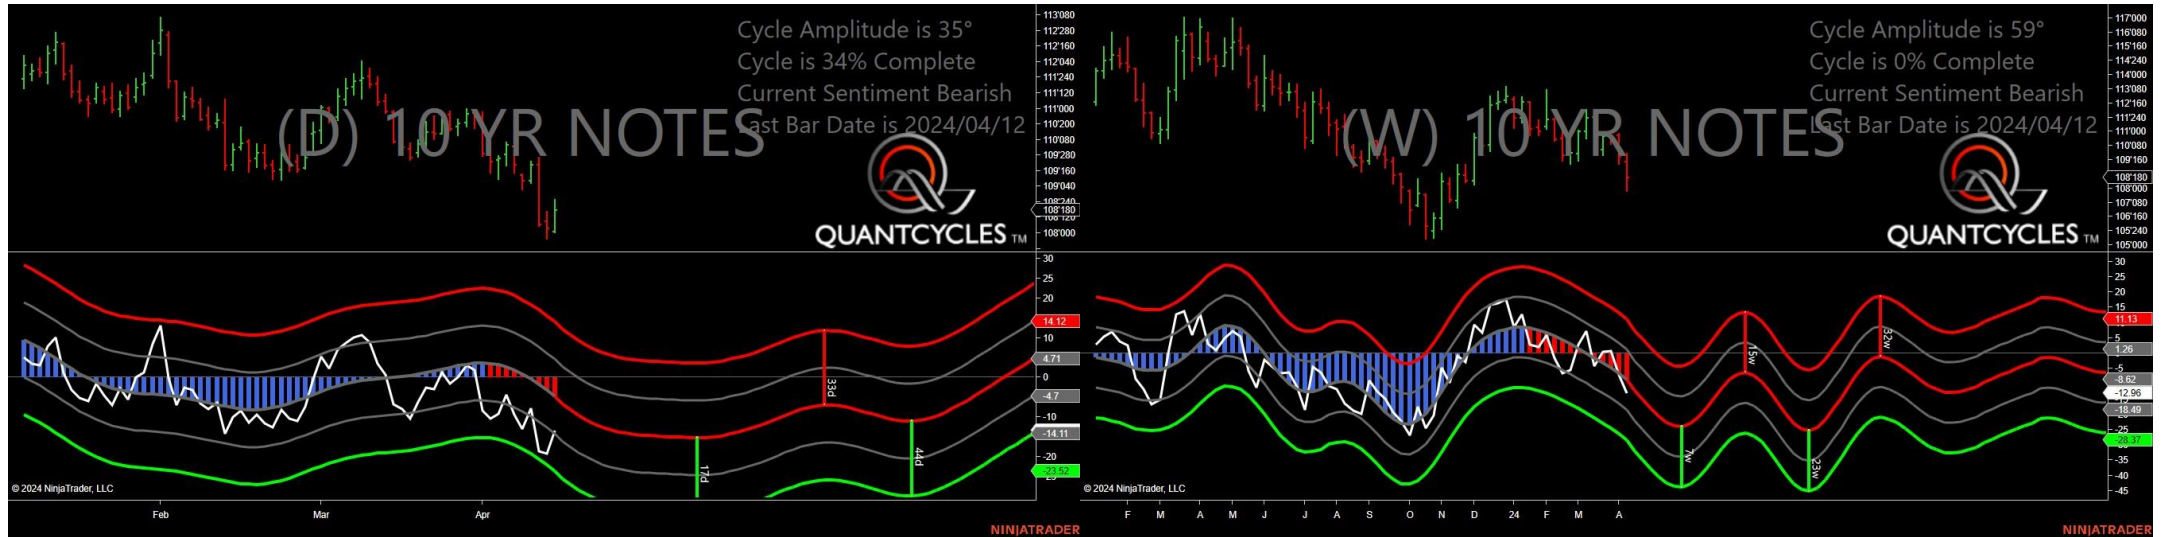 Cycle Amplitude is 35°
Cycle is 34% Complete
Current Sentiment Bearish
Last Bar Date is 2024/04/12
(D) 10 YR NOTES
QUANTCYCLES TM
113'080
112'280
112'160
112'040
111'240
111'120
111'000
110'200
110'080
109'280
109'160
109'040
108'240
108'180
108'120
108'000
30
20
14.12
10
4.71
0
-4.7
-10
-14.11
-20
-23.52
33d
17d
44d
© 2024 NinjaTrader, LLC
Feb Mar Apr
NINJATRADER
Cycle Amplitude is 59°
Cycle is 0% Complete
Current Sentiment Bearish
Last Bar Date is 2024/04/12
(W) 10 YR NOTES
QUANTCYCLES TM
117'000
116'080
115'160
114'240
114'000
113'080
112'160
111'240
111'000
110'080
109'160
108'180
108'000
107'080
106'160
105'240
105'000
30
25
20
15
11.13
5
1.26
-5
-8.62
-12.96
-18.49
-25
-28.37
-35
-40
-45
15w
32w
7w
23w
© 2024 NinjaTrader, LLC
F M A M J J A S O N D 24 F M A
NINJATRADER